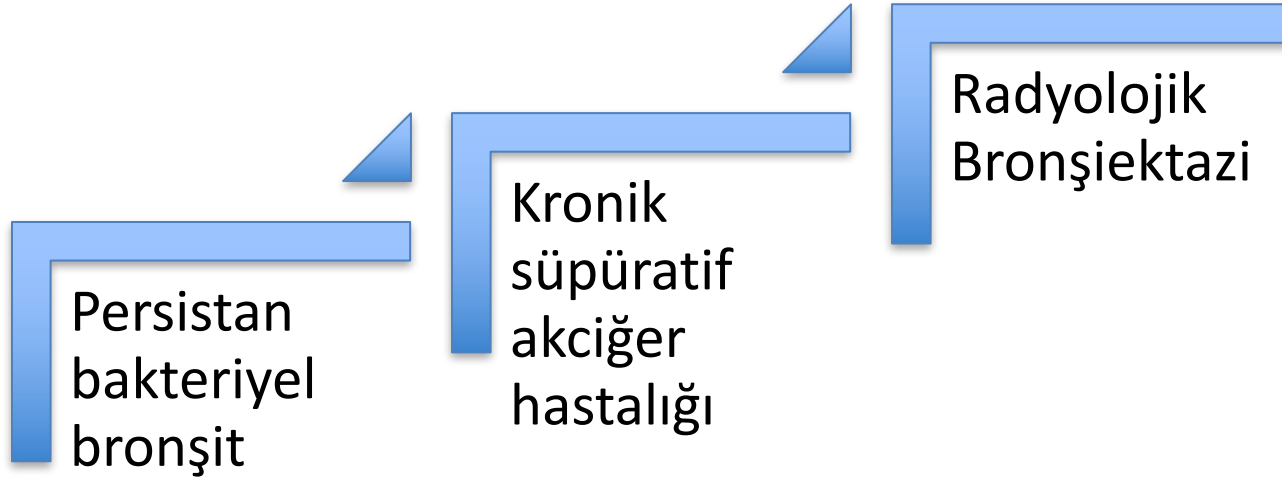 Persistan
bakteriyel
bronşit
Kronik
süpüratif
akciğer
hastalığı
Radyolojik
Bronşiektazi